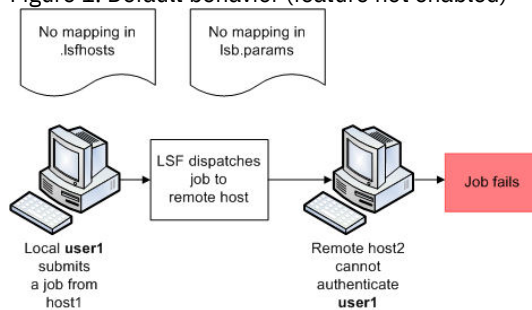 Figure 2. Default behavior (feature not enabled)
No mapping in
.lsfhosts
No mapping in
lsb.params
LSF dispatches
job to
remote host
Job fails
Local user1
submits
a job from
host1
Remote host2
cannot
authenticate
user1